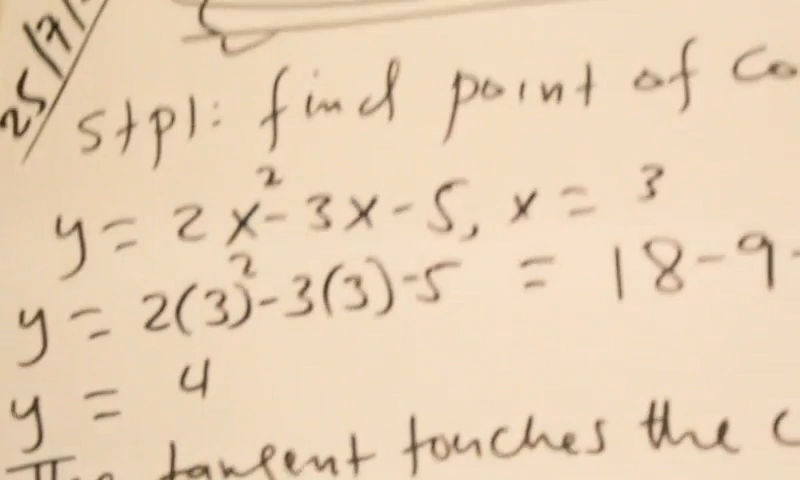 25/7/
Stp1: find point of co
y = 2x² - 3x - 5, x = 3
y = 2(3)² - 3(3) - 5 = 18 - 9 -
y = 4
The tangent touches the c